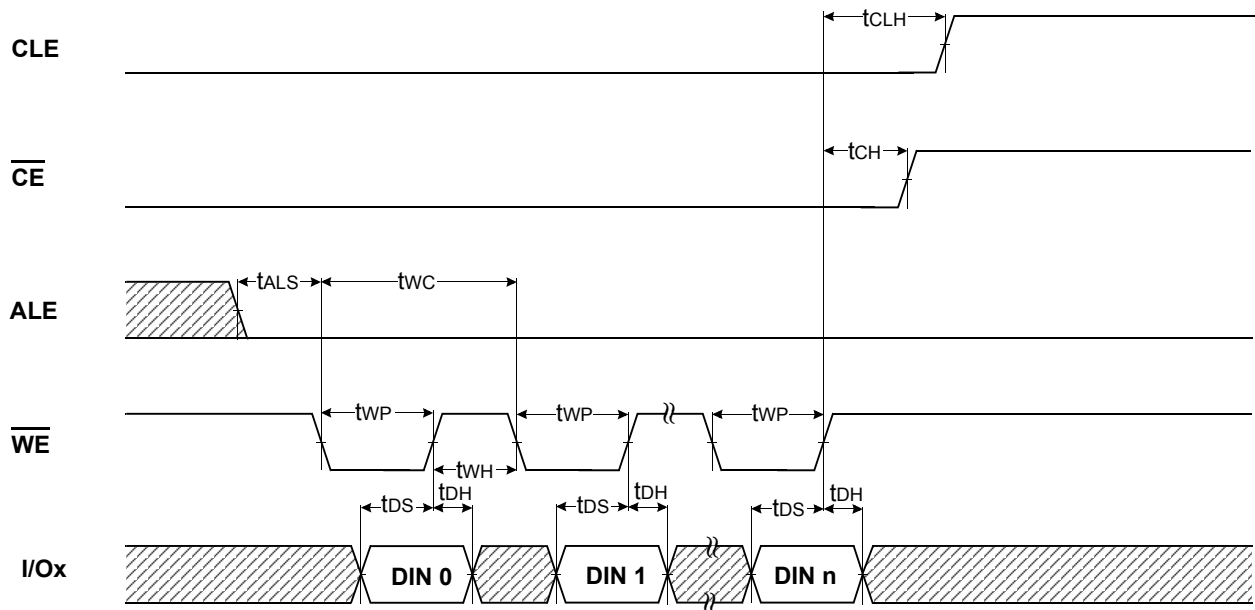 tCLH
CLE
tCH
CE
tALS
tWC
ALE
tWP
tWP
tWP
WE
tWH
tDS
tDH
tDS
tDH
tDS
tDH
I/Ox
DIN 0
DIN 1
DIN n